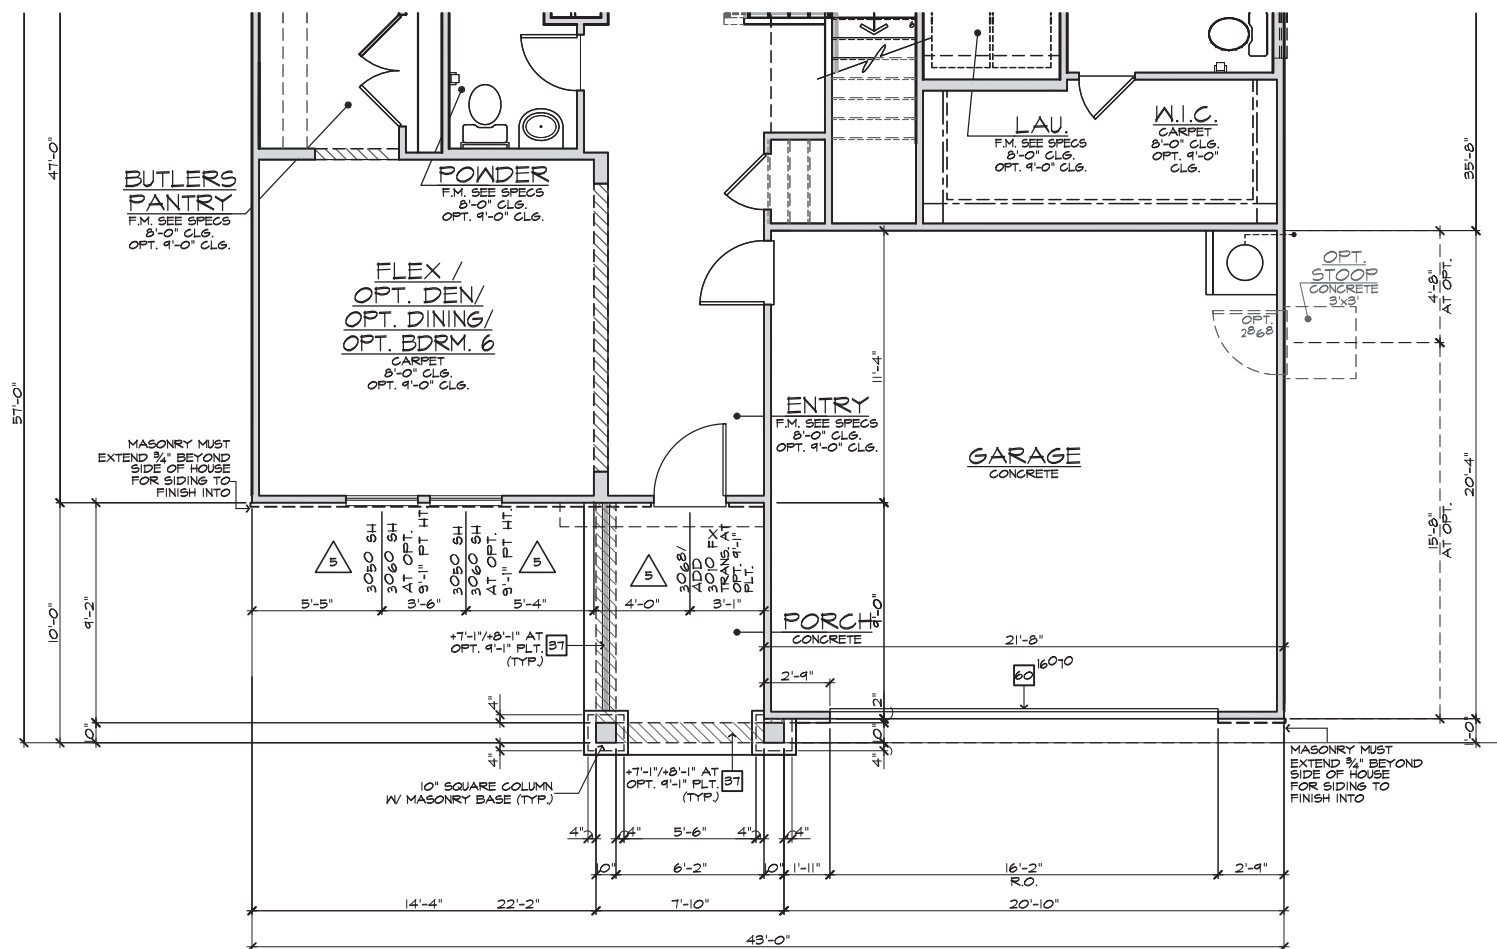 BUTLERS
PANTRY
F.M. SEE SPECS
8'-0" CLG.
OPT. 9'-0" CLG.
POWDER
F.M. SEE SPECS
8'-0" CLG.
OPT. 9'-0" CLG.
LAU.
F.M. SEE SPECS
8'-0" CLG.
OPT. 9'-0" CLG.
W.I.C.
CARPET
8'-0" CLG.
OPT. 9'-0"
CLG.
47'-0"
35'-8"
FLEX /
OPT. DEN/
OPT. DINING/
OPT. BDRM. 6
CARPET
8'-0" CLG.
OPT. 9'-0" CLG.
OPT.
STOOP
CONCRETE
3'x3'
OPT.
2868
4'-8"
AT OPT.
11'-4"
57'-0"
ENTRY
F.M. SEE SPECS
8'-0" CLG.
OPT. 9'-0" CLG.
GARAGE
CONCRETE
MASONRY MUST
EXTEND ¾" BEYOND
SIDE OF HOUSE
FOR SIDING TO
FINISH INTO
20'-4"
15'-8"
AT OPT.
5
3050 SH
3060 SH
AT OPT.
9'-1" PT HT.
3050 SH
3060 SH
AT OPT.
9'-1" PT HT.
5
5
3068/
ADD
3010 FX
TRANS. AT
OPT. 9'-1"
PLT.
5'-5"
3'-6"
5'-4"
4'-0"
3'-1"
10'-0"
9'-2"
9'-0"
PORCH
CONCRETE
+7'-1"/+8'-1" AT
OPT. 9'-1" PLT.
(TYP.)
37
21'-8"
60
16070
2'-9"
4"
10"
4"
2"
10"
4"
1'-0"
10" SQUARE COLUMN
W/ MASONRY BASE (TYP.)
+7'-1"/+8'-1" AT
OPT. 9'-1" PLT.
(TYP.)
37
MASONRY MUST
EXTEND ¾" BEYOND
SIDE OF HOUSE
FOR SIDING TO
FINISH INTO
4"
4"
5'-6"
4"
4"
10"
6'-2"
10"
1'-11"
16'-2"
R.O.
2'-9"
14'-4"
22'-2"
7'-10"
20'-10"
43'-0"